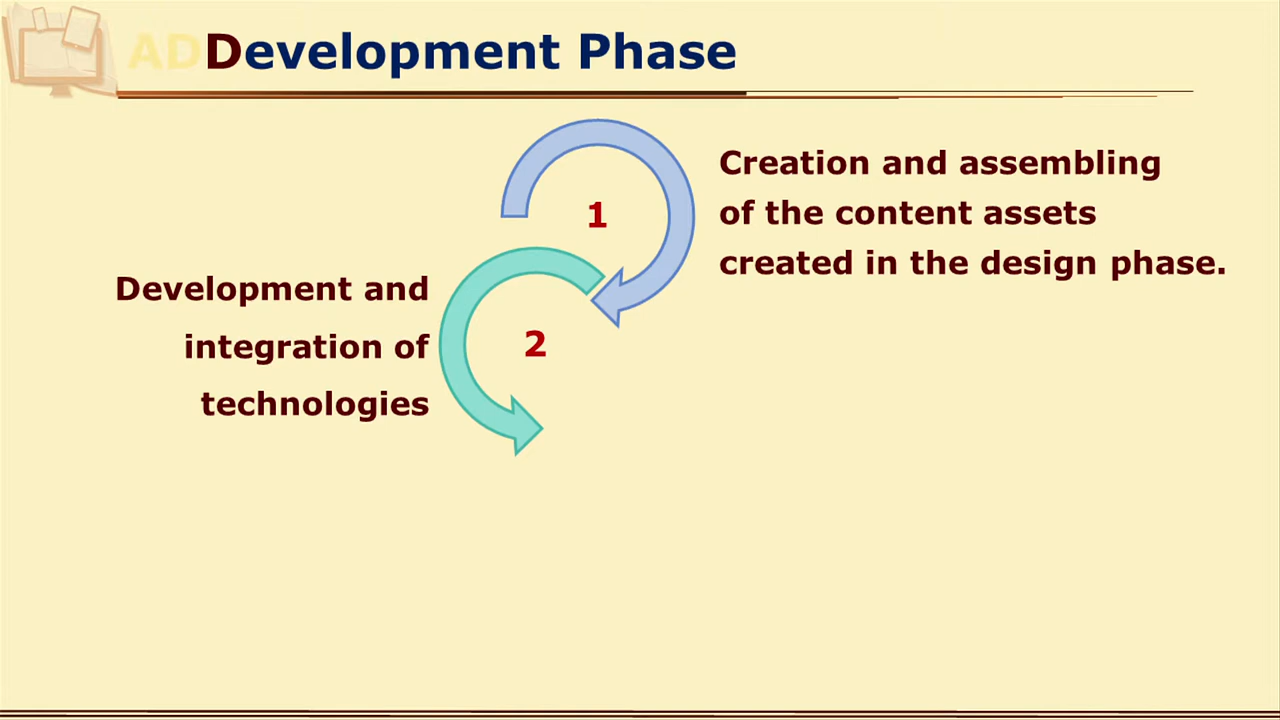 ADDevelopment Phase
1
Creation and assembling
of the content assets
created in the design phase.
Development and
integration of
technologies
2